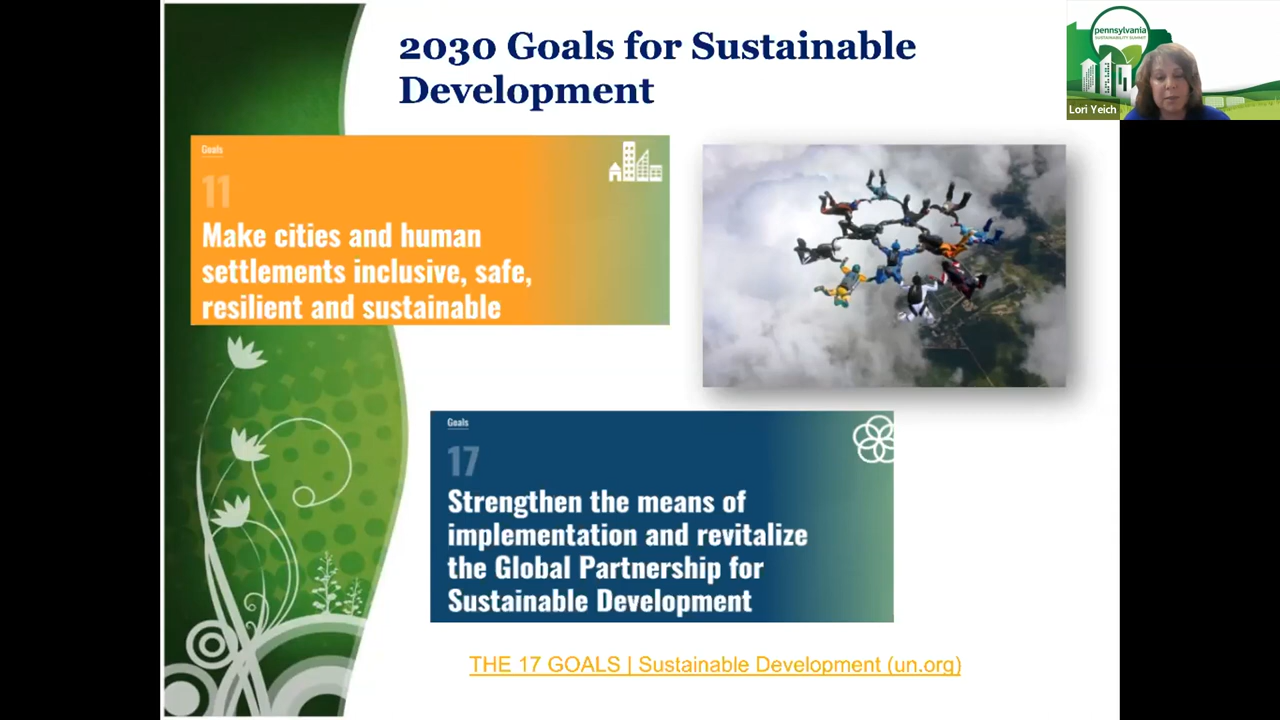 2030 Goals for Sustainable
Development
pennsylvania
SUSTAINABILITY SUMMIT
Lori Yeich
Goals
11
Make cities and human
settlements inclusive, safe,
resilient and sustainable
Goals
17
Strengthen the means of
implementation and revitalize
the Global Partnership for
Sustainable Development
THE 17 GOALS | Sustainable Development (un.org)